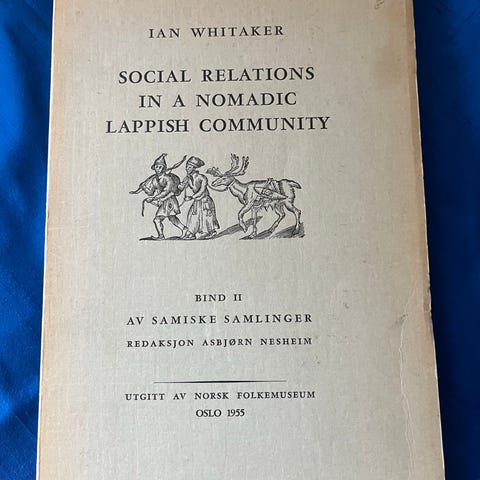 IAN WHITAKER
SOCIAL RELATIONS
IN A NOMADIC
LAPPISH COMMUNITY
BIND II
AV SAMISKE SAMLINGER
REDAKSJON ASBJØRN NESHEIM
UTGITT AV NORSK FOLKEMUSEUM
OSLO 1955